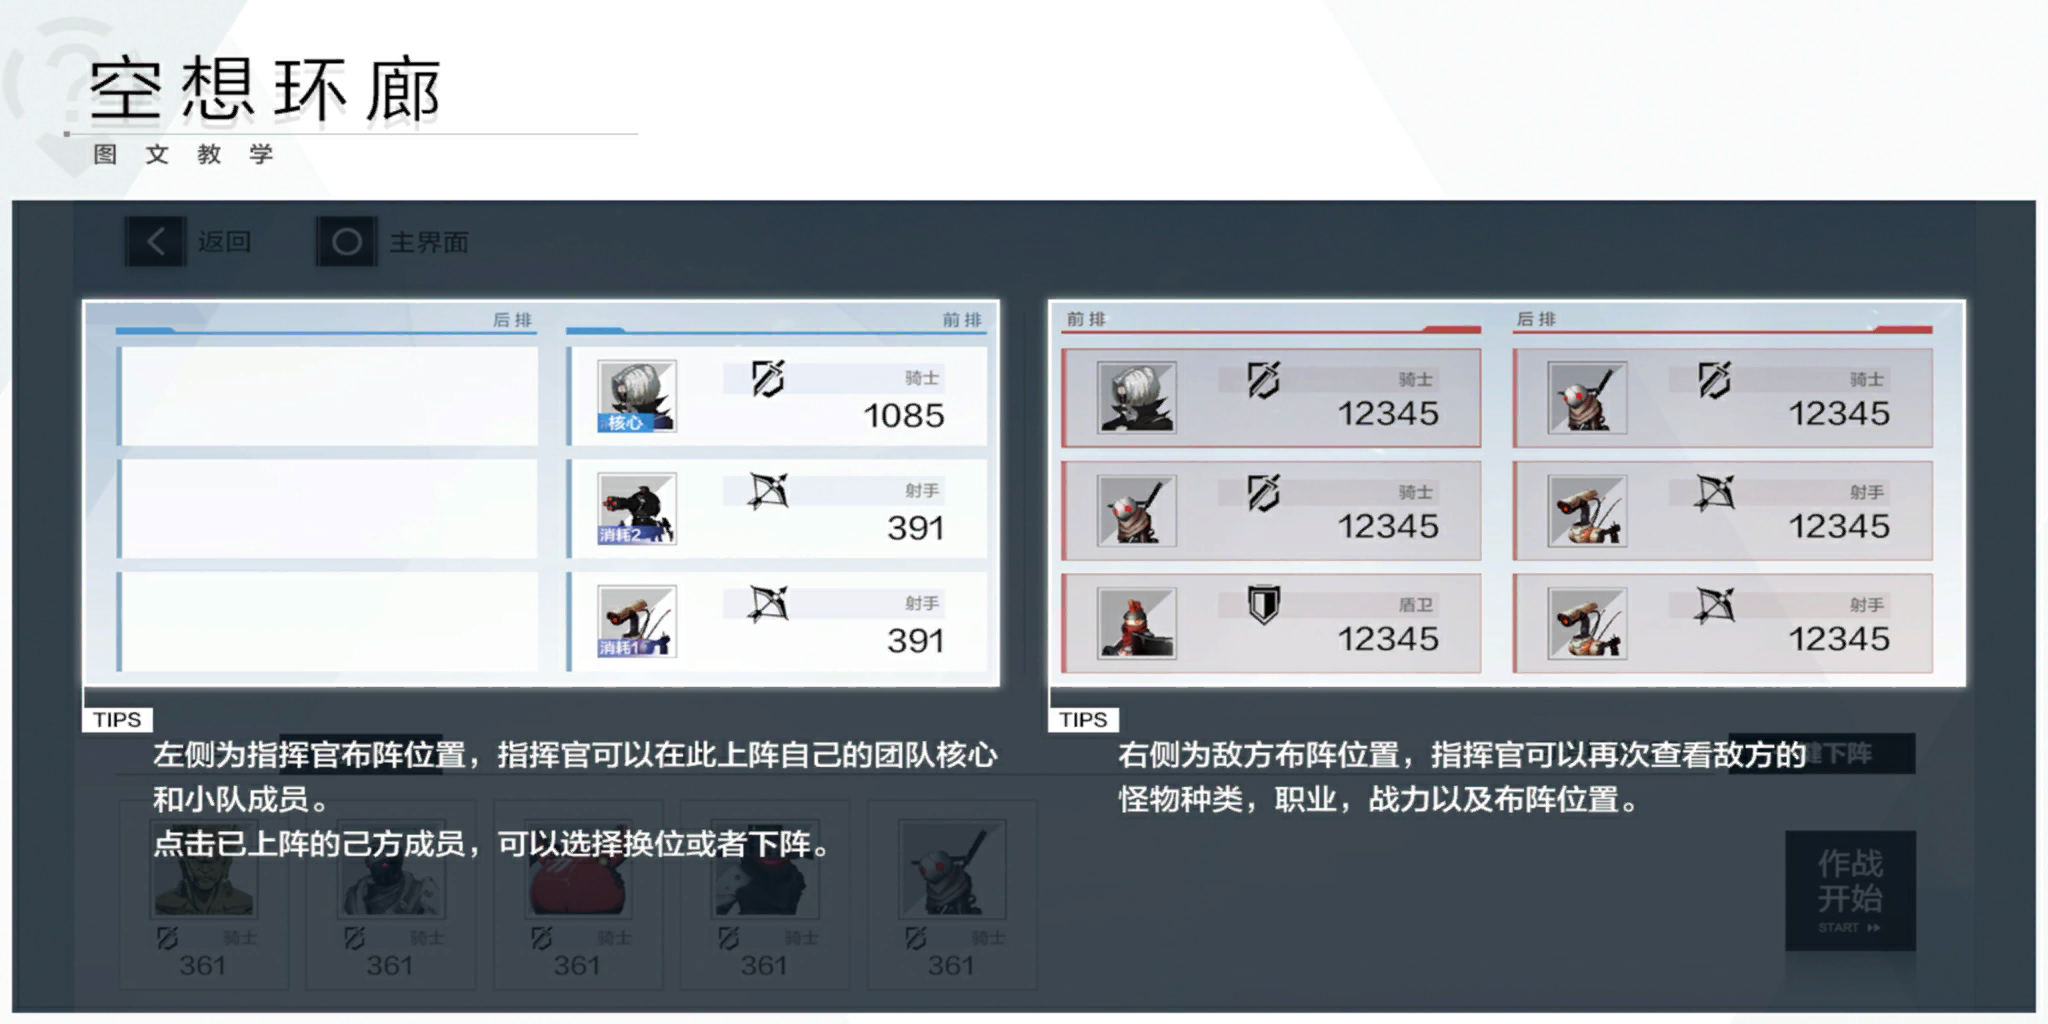 空想环廊
图文教学
返回
主界面
后排
前排
骑士
1085
核心
射手
391
消耗2
射手
391
消耗1
前排
后排
骑士
12345
骑士
12345
骑士
12345
射手
12345
盾卫
12345
射手
12345
TIPS
左侧为指挥官布阵位置，指挥官可以在此上阵自己的团队核心
和小队成员。
点击已上阵的己方成员，可以选择换位或者下阵。
TIPS
右侧为敌方布阵位置，指挥官可以再次查看敌方的
怪物种类，职业，战力以及布阵位置。
键下阵
骑士
361
骑士
361
骑士
361
骑士
361
骑士
361
作战
开始
START